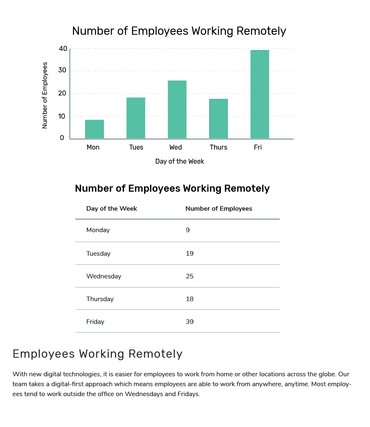 Number of Employees Working Remotely
Number of Employees
40
30
20
10
0
Mon Tues Wed Thurs Fri
Day of the Week
Number of Employees Working Remotely
Day of the Week Number of Employees
Monday 9
Tuesday 19
Wednesday 25
Thursday 18
Friday 39
Employees Working Remotely
With new digital technologies, it is easier for employees to work from home or other locations across the globe. Our
team takes a digital-first approach which means employees are able to work from anywhere, anytime. Most employ-
ees tend to work outside the office on Wednesdays and Fridays.